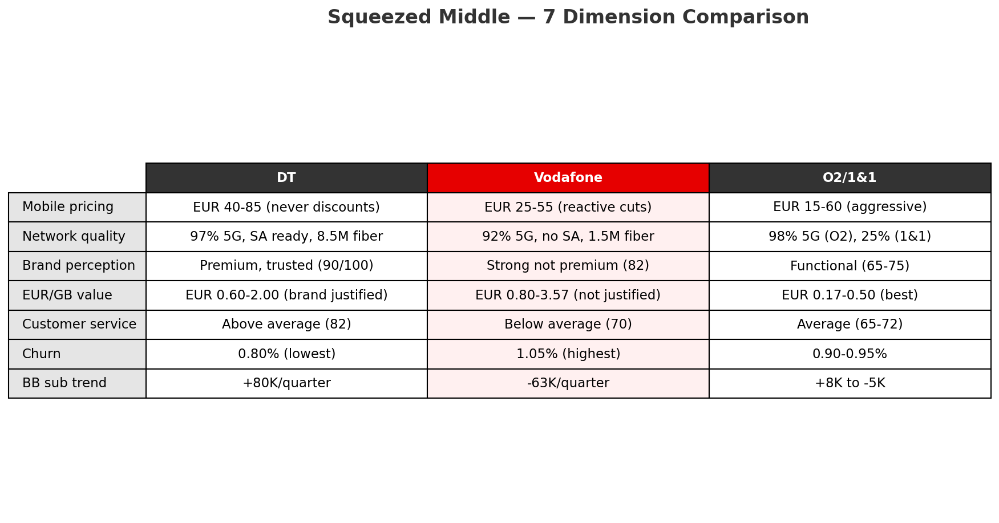 Squeezed Middle — 7 Dimension Comparison
DT Vodafone O2/1&1
Mobile pricing EUR 40-85 (never discounts) EUR 25-55 (reactive cuts) EUR 15-60 (aggressive)
Network quality 97% 5G, SA ready, 8.5M fiber 92% 5G, no SA, 1.5M fiber 98% 5G (O2), 25% (1&1)
Brand perception Premium, trusted (90/100) Strong not premium (82) Functional (65-75)
EUR/GB value EUR 0.60-2.00 (brand justified) EUR 0.80-3.57 (not justified) EUR 0.17-0.50 (best)
Customer service Above average (82) Below average (70) Average (65-72)
Churn 0.80% (lowest) 1.05% (highest) 0.90-0.95%
BB sub trend +80K/quarter -63K/quarter +8K to -5K